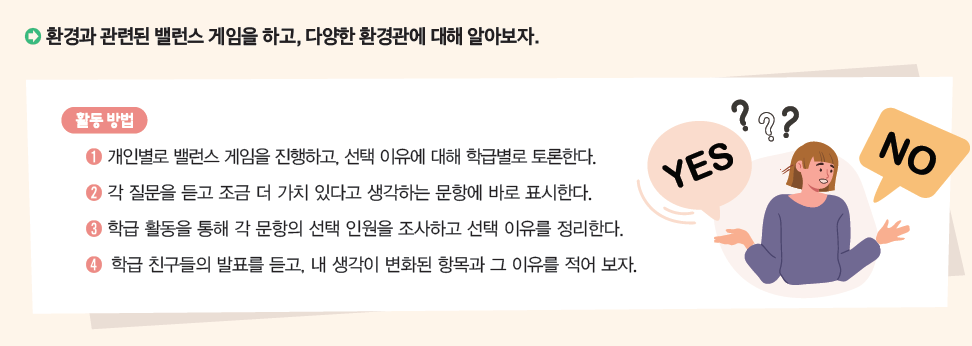 환경과 관련된 밸런스 게임을 하고, 다양한 환경관에 대해 알아보자.
활동 방법
1 개인별로 밸런스 게임을 진행하고, 선택 이유에 대해 학급별로 토론한다.
2 각 질문을 듣고 조금 더 가치 있다고 생각하는 문항에 바로 표시한다.
3 학급 활동을 통해 각 문항의 선택 인원을 조사하고 선택 이유를 정리한다.
4 학급 친구들의 발표를 듣고, 내 생각이 변화된 항목과 그 이유를 적어 보자.
???
YES
NO